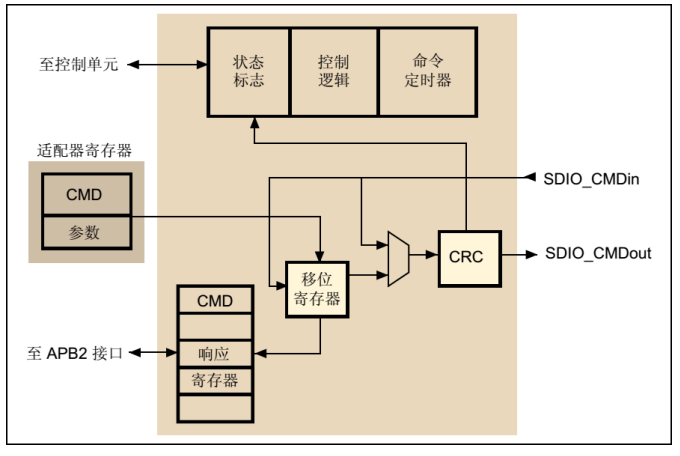 状态
标志
控制
逻辑
命令
定时器
至控制单元
适配器寄存器
CMD
参数
SDIO_CMDin
SDIO_CMDout
CRC
移位
寄存器
CMD
响应
寄存器
至 APB2 接口